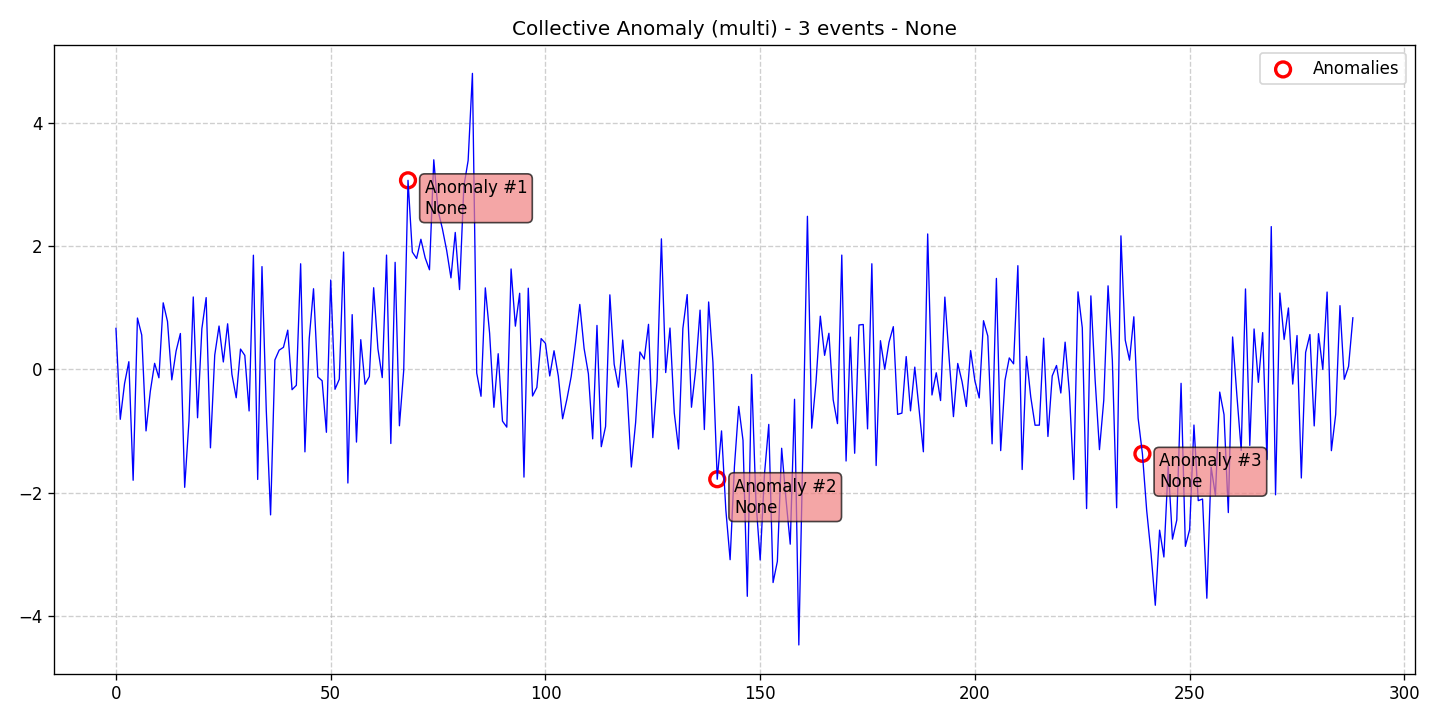 Collective Anomaly (multi) - 3 events - None
Anomalies
Anomaly #1
None
Anomaly #2
None
Anomaly #3
None
4
2
0
−2
−4
0
50
100
150
200
250
300